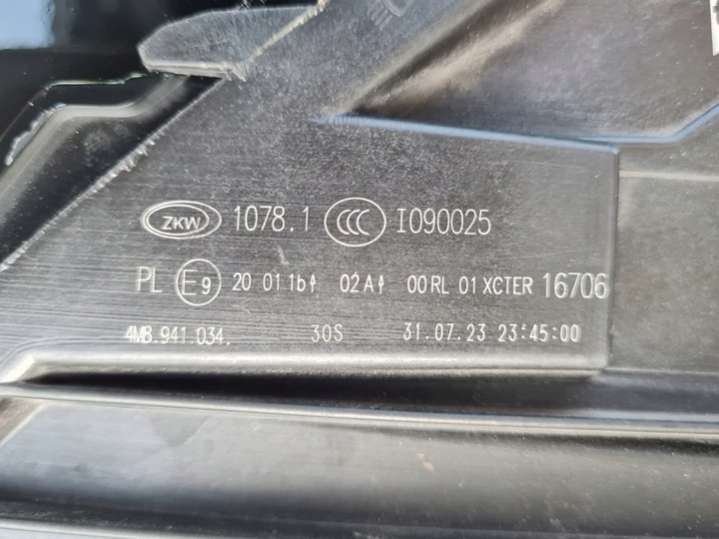 ZKW 1078.1 CCC I090025
PL E9 20 01 1b 02A 00RL 01 XCTER 16706
4M8.941.034. 30S 31.07.23 23:45:00